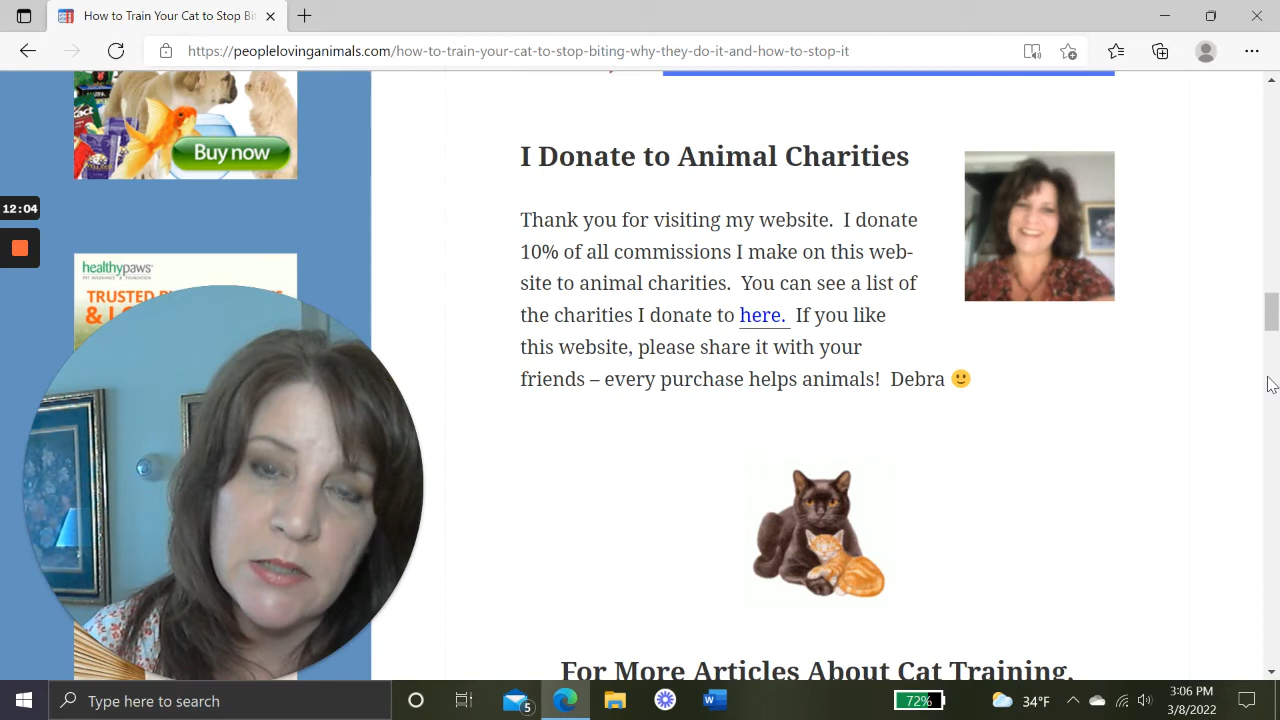 How to Train Your Cat to Stop Bi
https://peoplelovinganimals.com/how-to-train-your-cat-to-stop-biting-why-they-do-it-and-how-to-stop-it
Buy now
12:04
healthypaws
PET INSURANCE & FOUNDATION
TRUSTED
&
I Donate to Animal Charities
Thank you for visiting my website. I donate
10% of all commissions I make on this web-
site to animal charities. You can see a list of
the charities I donate to here. If you like
this website, please share it with your
friends – every purchase helps animals! Debra 🙂
For More Articles About Cat Training,
Type here to search
5
72%
34°F
3:06 PM
3/8/2022